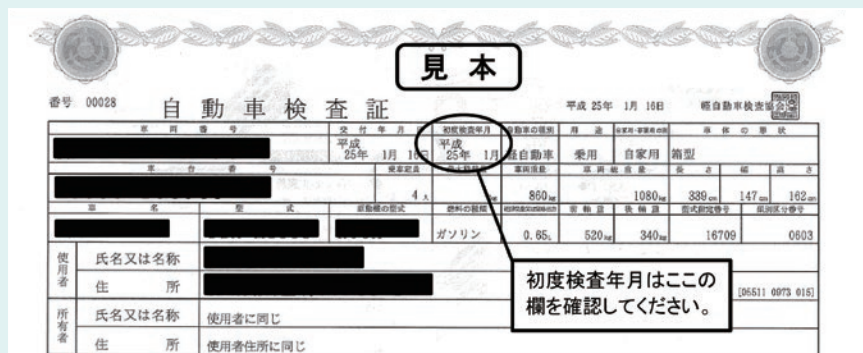 見本
番号 00028
自動車検査証
平成 25年 1月 16日
軽自動車検査協会
車両番号 交付年月日 初度検査年月 自動車の種別 用途 自家用・事業用の別 車体の形状
平成 25年 1月 16日 平成 25年 1月 軽自動車 乗用 自家用 箱型
車台番号 乗車定員 車両重量 車両総重量 長さ 幅 高さ
4人 kg 860kg 1080kg 339cm 147cm 162cm
車名 型式 原動機の型式 燃料の種類 前軸重 後軸重 型式指定番号 類別区分番号
ガソリン 0.65L 520kg 340kg 16709 0603
使用者 氏名又は名称
住所
[05511 0973 015]
所有者 氏名又は名称 使用者に同じ
住所 使用者住所に同じ
初度検査年月はここの
欄を確認してください。